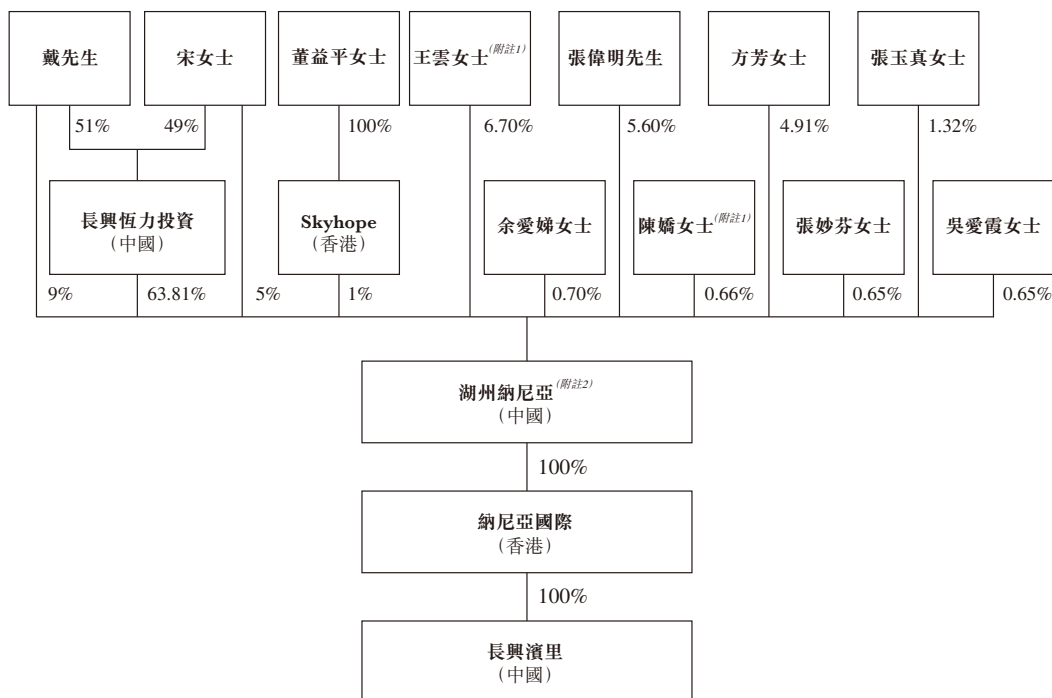 戴先生
宋女士
董益平女士
王雲女士(附註1)
張偉明先生
方芳女士
張玉真女士
51%
49%
100%
6.70%
5.60%
4.91%
1.32%
長興恆力投資
(中國)
Skyhope
(香港)
余愛娣女士
陳嬌女士(附註1)
張妙芬女士
吳愛霞女士
9%
63.81%
5%
1%
0.70%
0.66%
0.65%
0.65%
湖州納尼亞(附註2)
(中國)
100%
納尼亞國際
(香港)
100%
長興濱里
(中國)